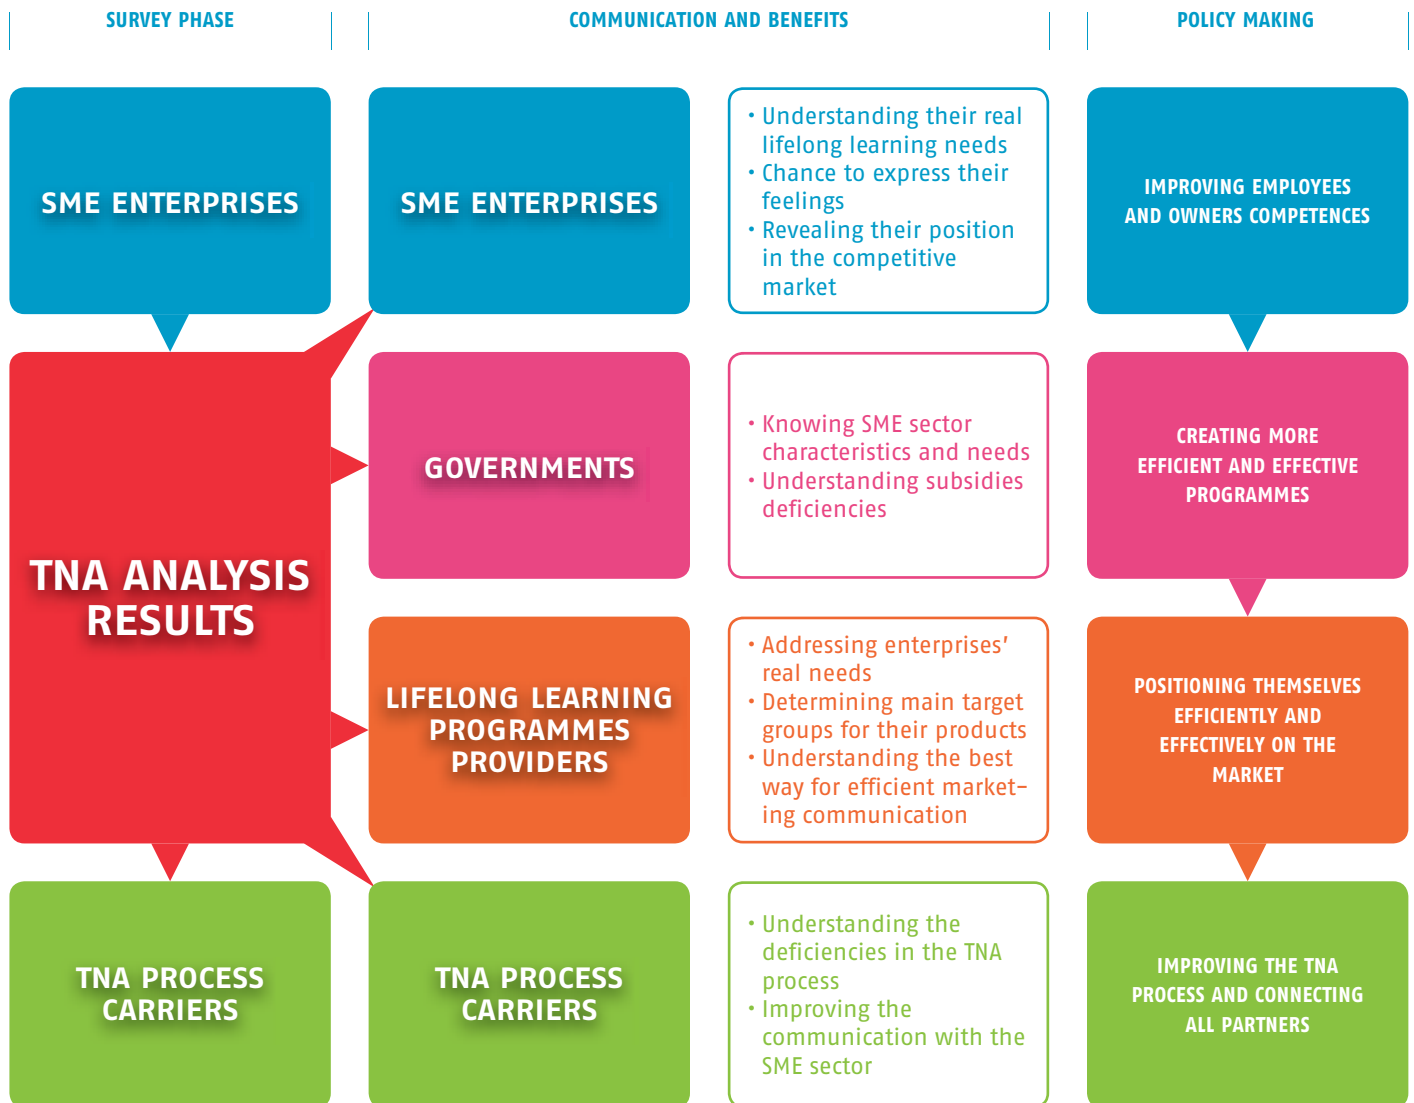 SURVEY PHASE
COMMUNICATION AND BENEFITS
POLICY MAKING
SME ENTERPRISES
SME ENTERPRISES
• Understanding their real
lifelong learning needs
• Chance to express their
feelings
• Revealing their position
in the competitive
market
IMPROVING EMPLOYEES
AND OWNERS COMPETENCES
TNA ANALYSIS
RESULTS
GOVERNMENTS
• Knowing SME sector
characteristics and needs
• Understanding subsidies
deficiencies
CREATING MORE
EFFICIENT AND EFFECTIVE
PROGRAMMES
LIFELONG LEARNING
PROGRAMMES
PROVIDERS
• Addressing enterprises’
real needs
• Determining main target
groups for their products
• Understanding the best
way for efficient market-
ing communication
POSITIONING THEMSELVES
EFFICIENTLY AND
EFFECTIVELY ON THE
MARKET
TNA PROCESS
CARRIERS
TNA PROCESS
CARRIERS
• Understanding the
deficiencies in the TNA
process
• Improving the
communication with the
SME sector
IMPROVING THE TNA
PROCESS AND CONNECTING
ALL PARTNERS